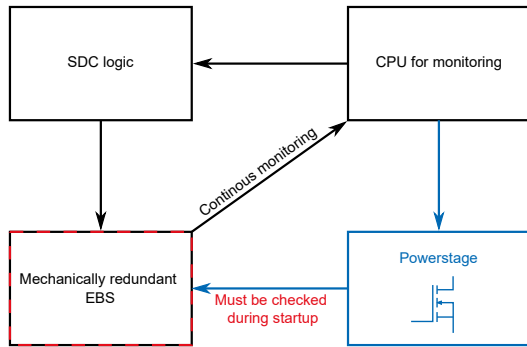 SDC logic
CPU for monitoring
Continous monitoring
Mechanically redundant
EBS
Must be checked
during startup
Powerstage